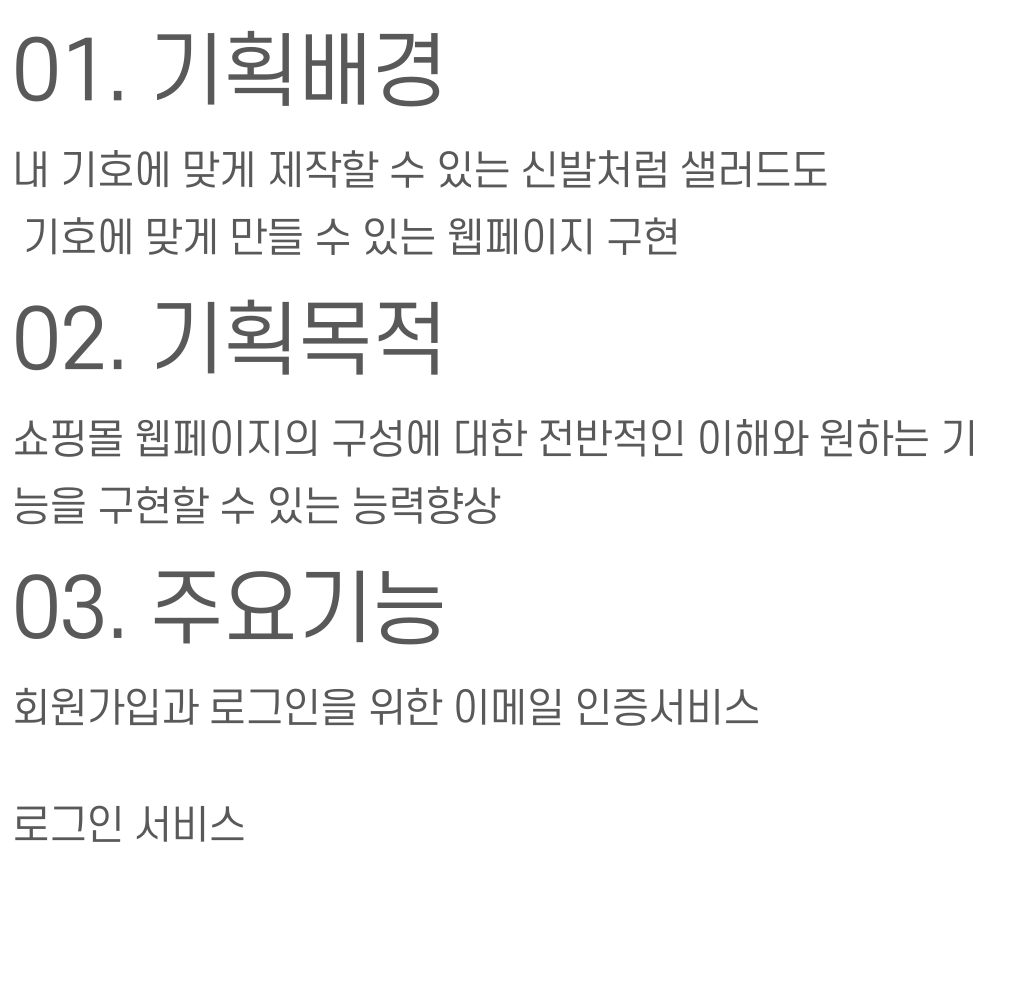 01. 기획배경
내 기호에 맞게 제작할 수 있는 신발처럼 샐러드도
기호에 맞게 만들 수 있는 웹페이지 구현
02. 기획목적
쇼핑몰 웹페이지의 구성에 대한 전반적인 이해와 원하는 기
능을 구현할 수 있는 능력향상
03. 주요기능
회원가입과 로그인을 위한 이메일 인증서비스
로그인 서비스